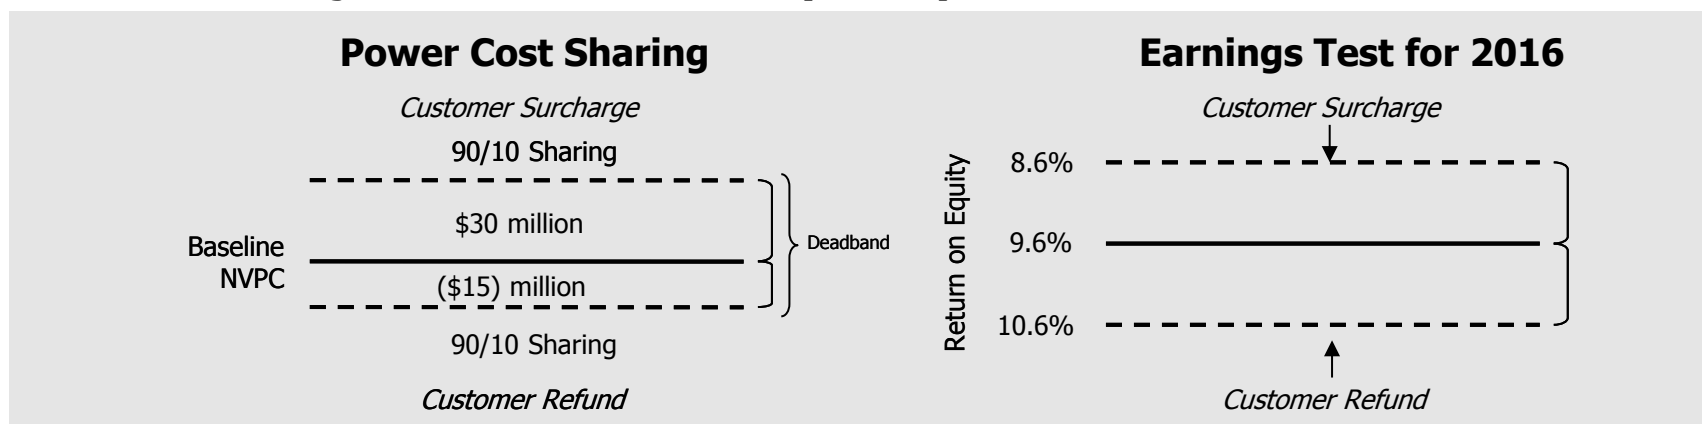 Power Cost Sharing
Customer Surcharge
90/10 Sharing
$30 million
Baseline
NVPC
($15) million
Deadband
90/10 Sharing
Customer Refund
Earnings Test for 2016
Customer Surcharge
Return on Equity
8.6%
9.6%
10.6%
Customer Refund